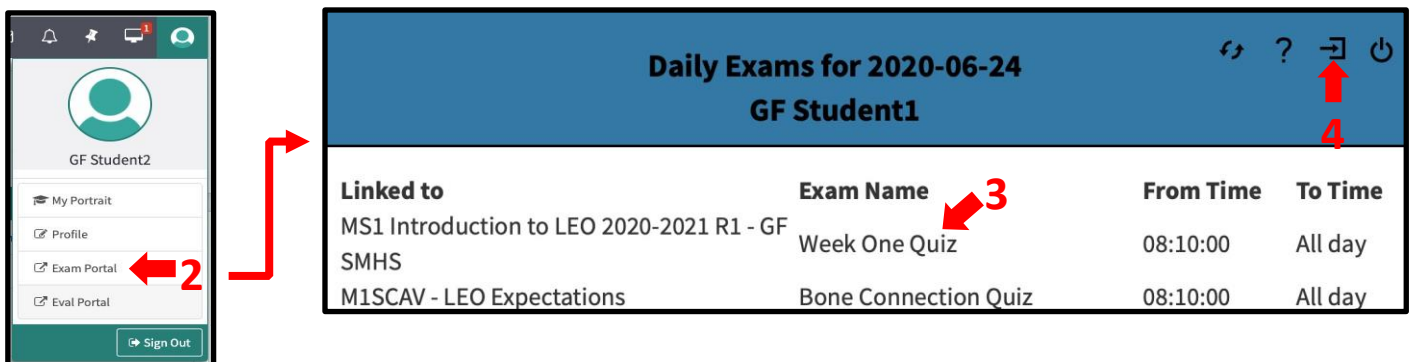 1
GF Student2
My Portrait
Profile
Exam Portal
2
Eval Portal
Sign Out
Daily Exams for 2020-06-24
GF Student1
?
4
Linked to Exam Name From Time To Time
3
MS1 Introduction to LEO 2020-2021 R1 - GF
SMHS
Week One Quiz 08:10:00 All day
M1SCAV - LEO Expectations Bone Connection Quiz 08:10:00 All day